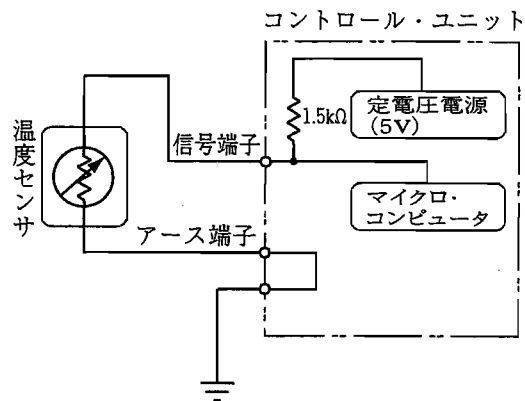 コントロール・ユニット
定電圧電源
(5V)
1.5kΩ
信号端子
温度センサ
マイクロ・
コンピュータ
アース端子